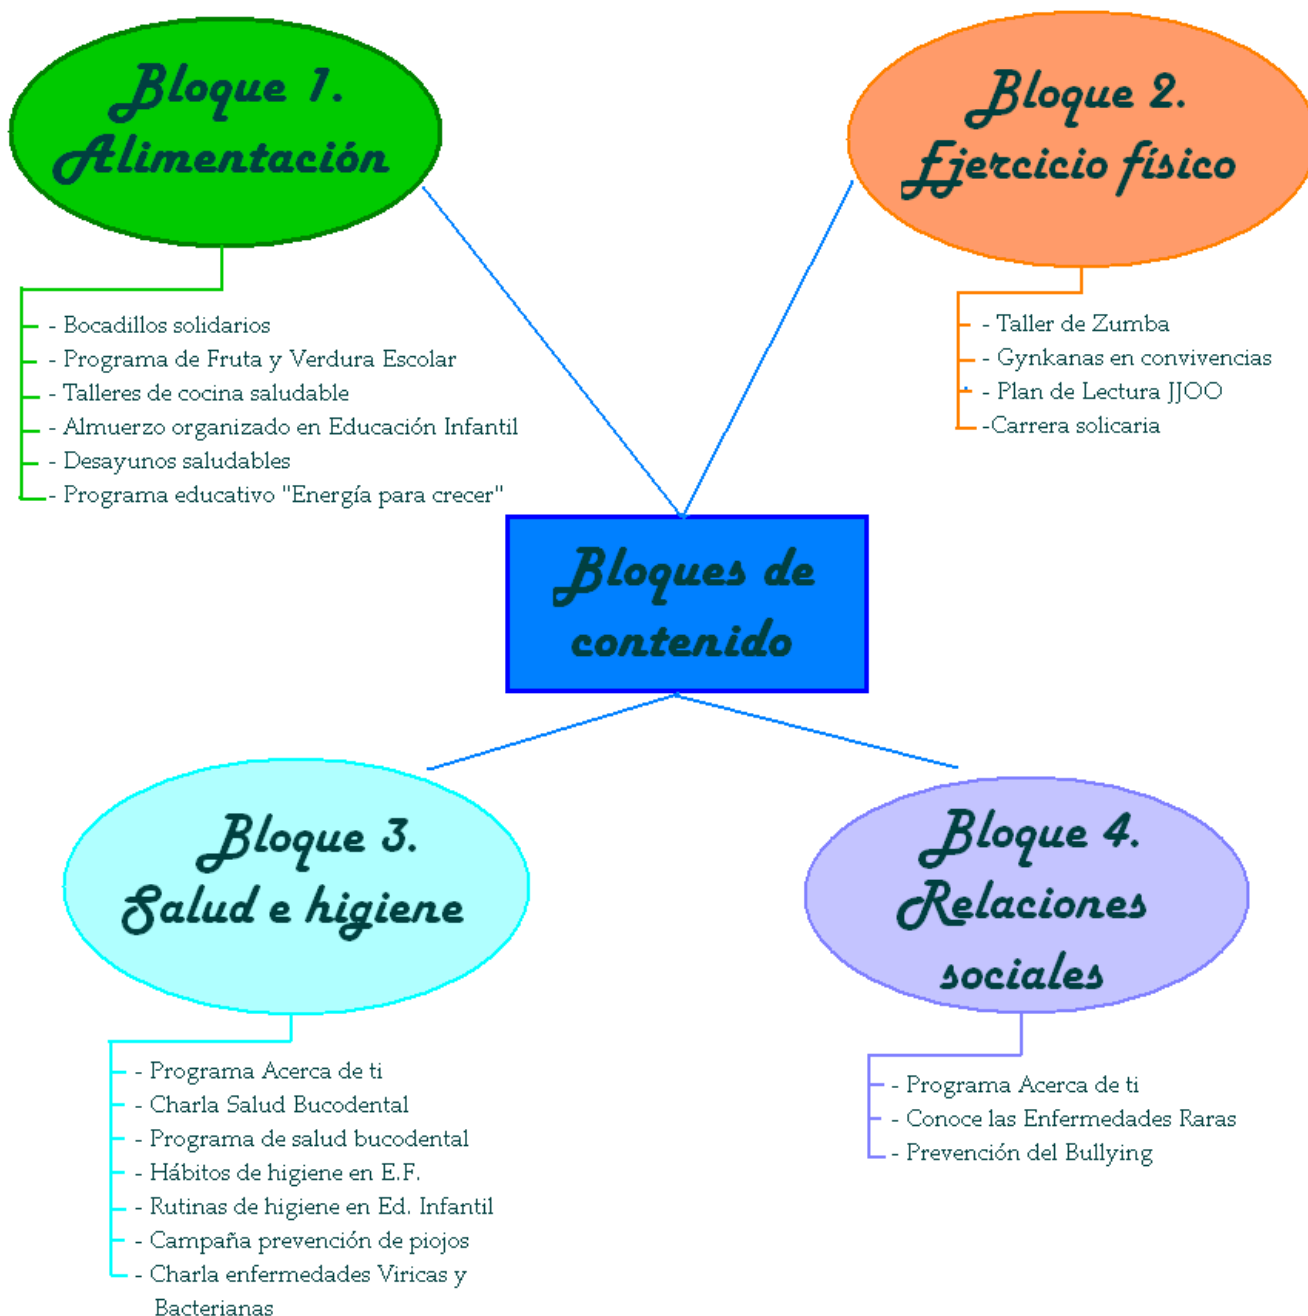 Bloque 1.
Alimentación
- Bocadillos solidarios
- Programa de Fruta y Verdura Escolar
- Talleres de cocina saludable
- Almuerzo organizado en Educación Infantil
- Desayunos saludables
- Programa educativo "Energía para crecer"
Bloque 2.
Ejercicio físico
- Taller de Zumba
- Gynkanas en convivencias
- Plan de Lectura JJOO
-Carrera solicaria
Bloques de
contenido
Bloque 3.
Salud e higiene
- Programa Acerca de ti
- Charla Salud Bucodental
- Programa de salud bucodental
- Hábitos de higiene en E.F.
- Rutinas de higiene en Ed. Infantil
- Campaña prevención de piojos
- Charla enfermedades Viricas y
Bacterianas
Bloque 4.
Relaciones
sociales
- Programa Acerca de ti
- Conoce las Enfermedades Raras
- Prevención del Bullying